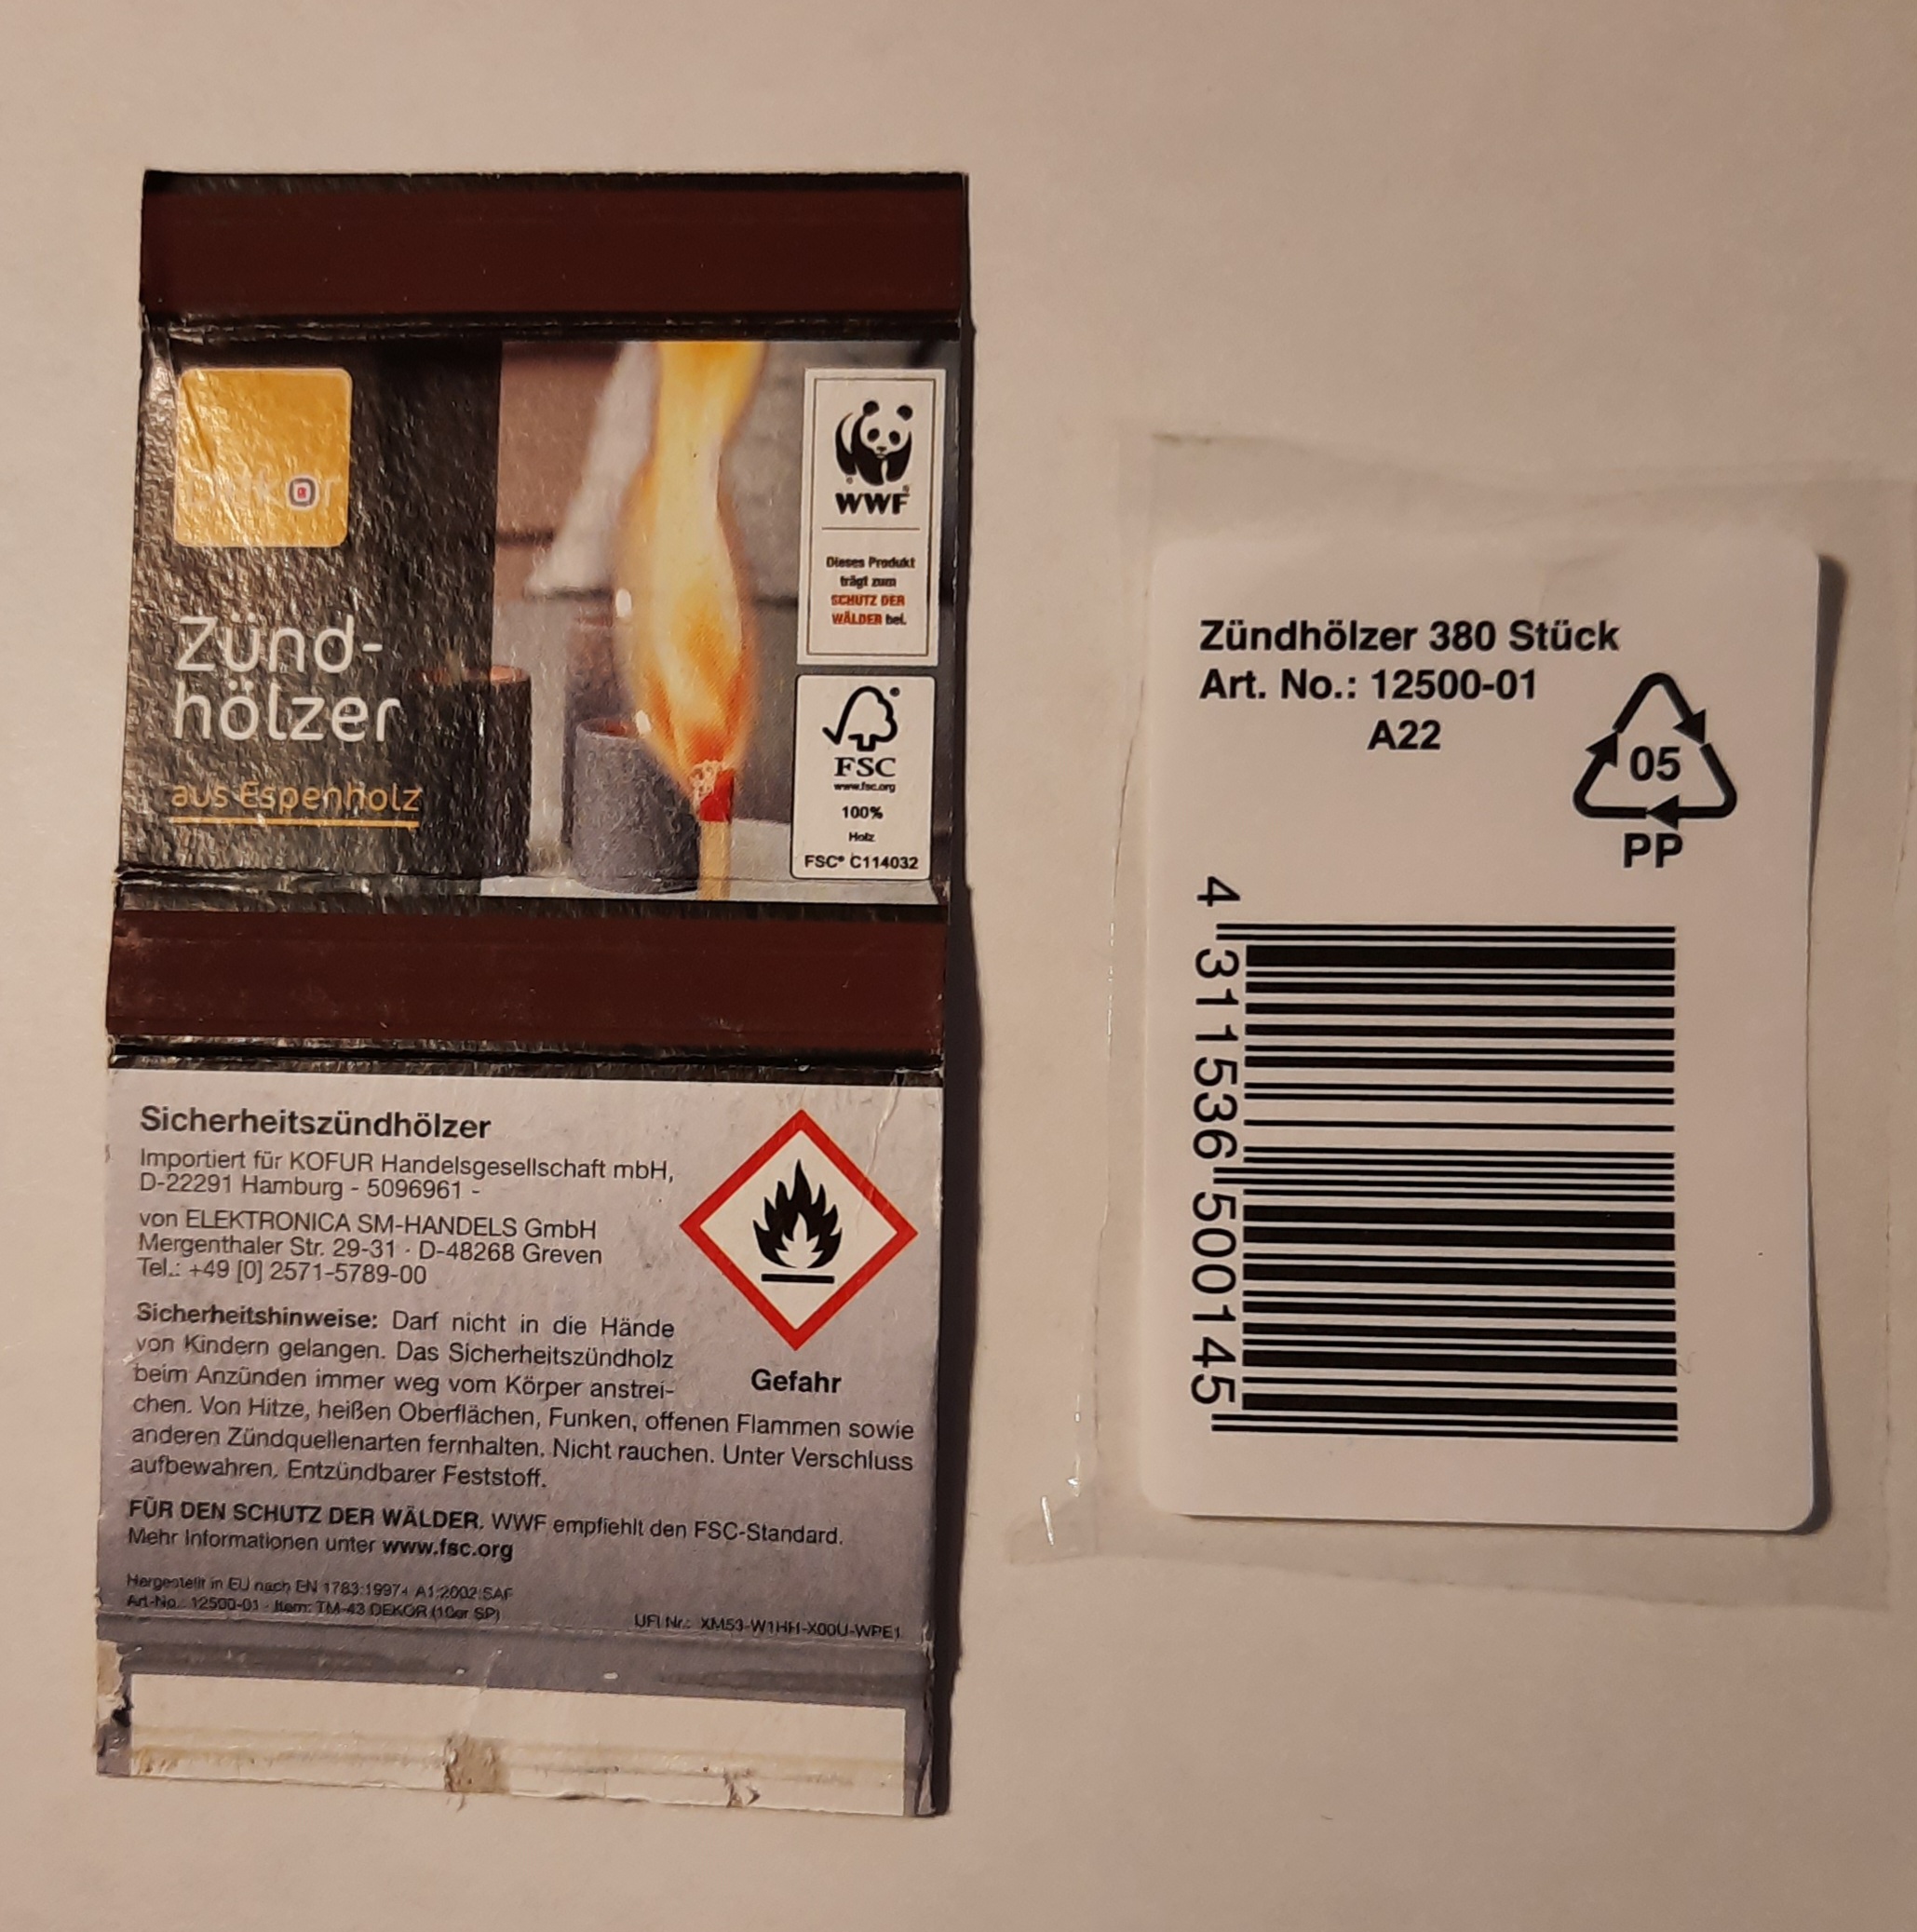 Dekor
Zünd-
hölzer
aus Espenholz
WWF
Dieses Produkt
trägt zum
SCHUTZ DER
WÄLDER bei.
FSC
www.fsc.org
100%
Holz
FSC® C114032
Sicherheitszündhölzer
Importiert für KOFUR Handelsgesellschaft mbH,
D-22291 Hamburg - 5096961 -
von ELEKTRONICA SM-HANDELS GmbH
Mergenthaler Str. 29-31 · D-48268 Greven
Tel.: +49 [0] 2571-5789-00
Sicherheitshinweise: Darf nicht in die Hände
von Kindern gelangen. Das Sicherheitszündholz
beim Anzünden immer weg vom Körper anstrei-
chen. Von Hitze, heißen Oberflächen, Funken, offenen Flammen sowie
anderen Zündquellenarten fernhalten. Nicht rauchen. Unter Verschluss
aufbewahren. Entzündbarer Feststoff.
Gefahr
FÜR DEN SCHUTZ DER WÄLDER. WWF empfiehlt den FSC-Standard.
Mehr Informationen unter www.fsc.org
Hergestellt in EU nach EN 1783:1997+ A1:2002:SAF
Art-No.: 12500-01 - Item: TM-43 DEKOR (10er SP)
UFI Nr.: XM53-W1HH-X00U-WPE1
Zündhölzer 380 Stück
Art. No.: 12500-01
A22
05
PP
4 311536 500145